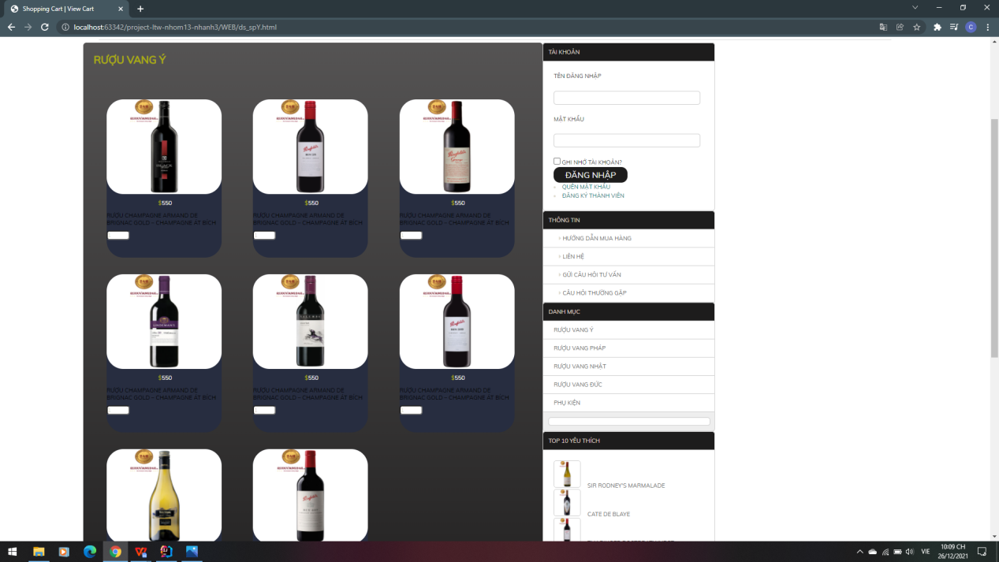 Shopping Cart | View Cart
localhost:63342/project-ltw-nhom13-nhanh3/WEB/ds_spY.html
C
RƯỢU VANG Ý
$550
$550
$550
RƯỢU CHAMPAGNE ARMAND DE
BRIGNAC GOLD – CHAMPAGNE ÁT BÍCH
RƯỢU CHAMPAGNE ARMAND DE
BRIGNAC GOLD – CHAMPAGNE ÁT BÍCH
RƯỢU CHAMPAGNE ARMAND DE
BRIGNAC GOLD – CHAMPAGNE ÁT BÍCH
$550
$550
$550
RƯỢU CHAMPAGNE ARMAND DE
BRIGNAC GOLD – CHAMPAGNE ÁT BÍCH
RƯỢU CHAMPAGNE ARMAND DE
BRIGNAC GOLD – CHAMPAGNE ÁT BÍCH
RƯỢU CHAMPAGNE ARMAND DE
BRIGNAC GOLD – CHAMPAGNE ÁT BÍCH
TÀI KHOẢN
TÊN ĐĂNG NHẬP
MẬT KHẨU
GHI NHỚ TÀI KHOẢN?
ĐĂNG NHẬP
QUÊN MẬT KHẨU
ĐĂNG KÝ THÀNH VIÊN
THÔNG TIN
HƯỚNG DẪN MUA HÀNG
LIÊN HỆ
GỬI CÂU HỎI TƯ VẤN
CÂU HỎI THƯỜNG GẶP
DANH MỤC
RƯỢU VANG Ý
RƯỢU VANG PHÁP
RƯỢU VANG NHẬT
RƯỢU VANG ĐỨC
PHỤ KIỆN
TOP 10 YÊU THÍCH
SIR RODNEY'S MARMALADE
CATE DE BLAYE
VIE
10:09 CH
26/12/2021